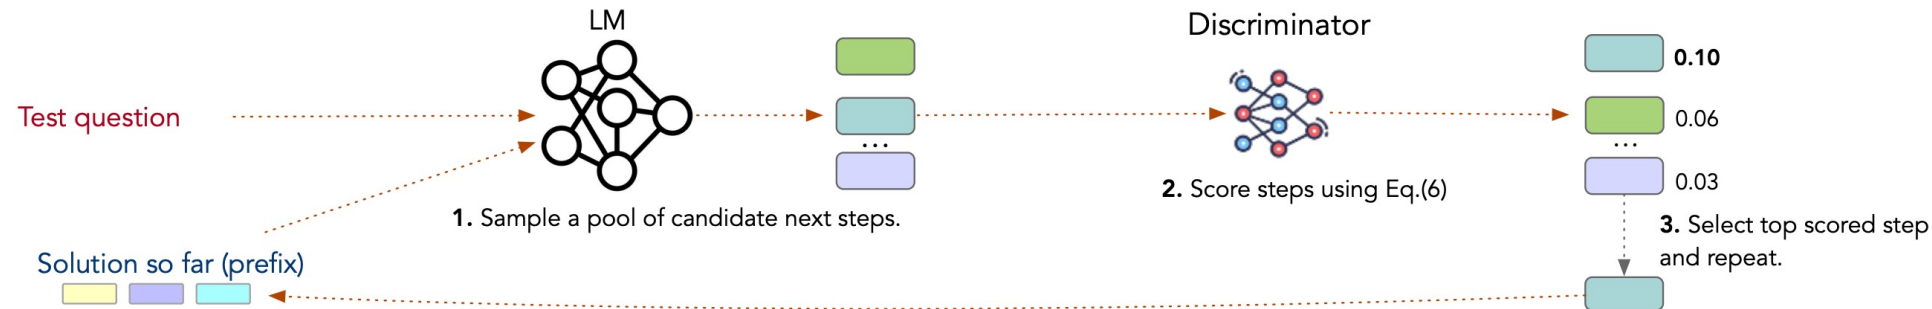 LM
Discriminator
Test question
...
1. Sample a pool of candidate next steps.
2. Score steps using Eq.(6)
0.10
0.06
...
0.03
3. Select top scored step
and repeat.
Solution so far (prefix)